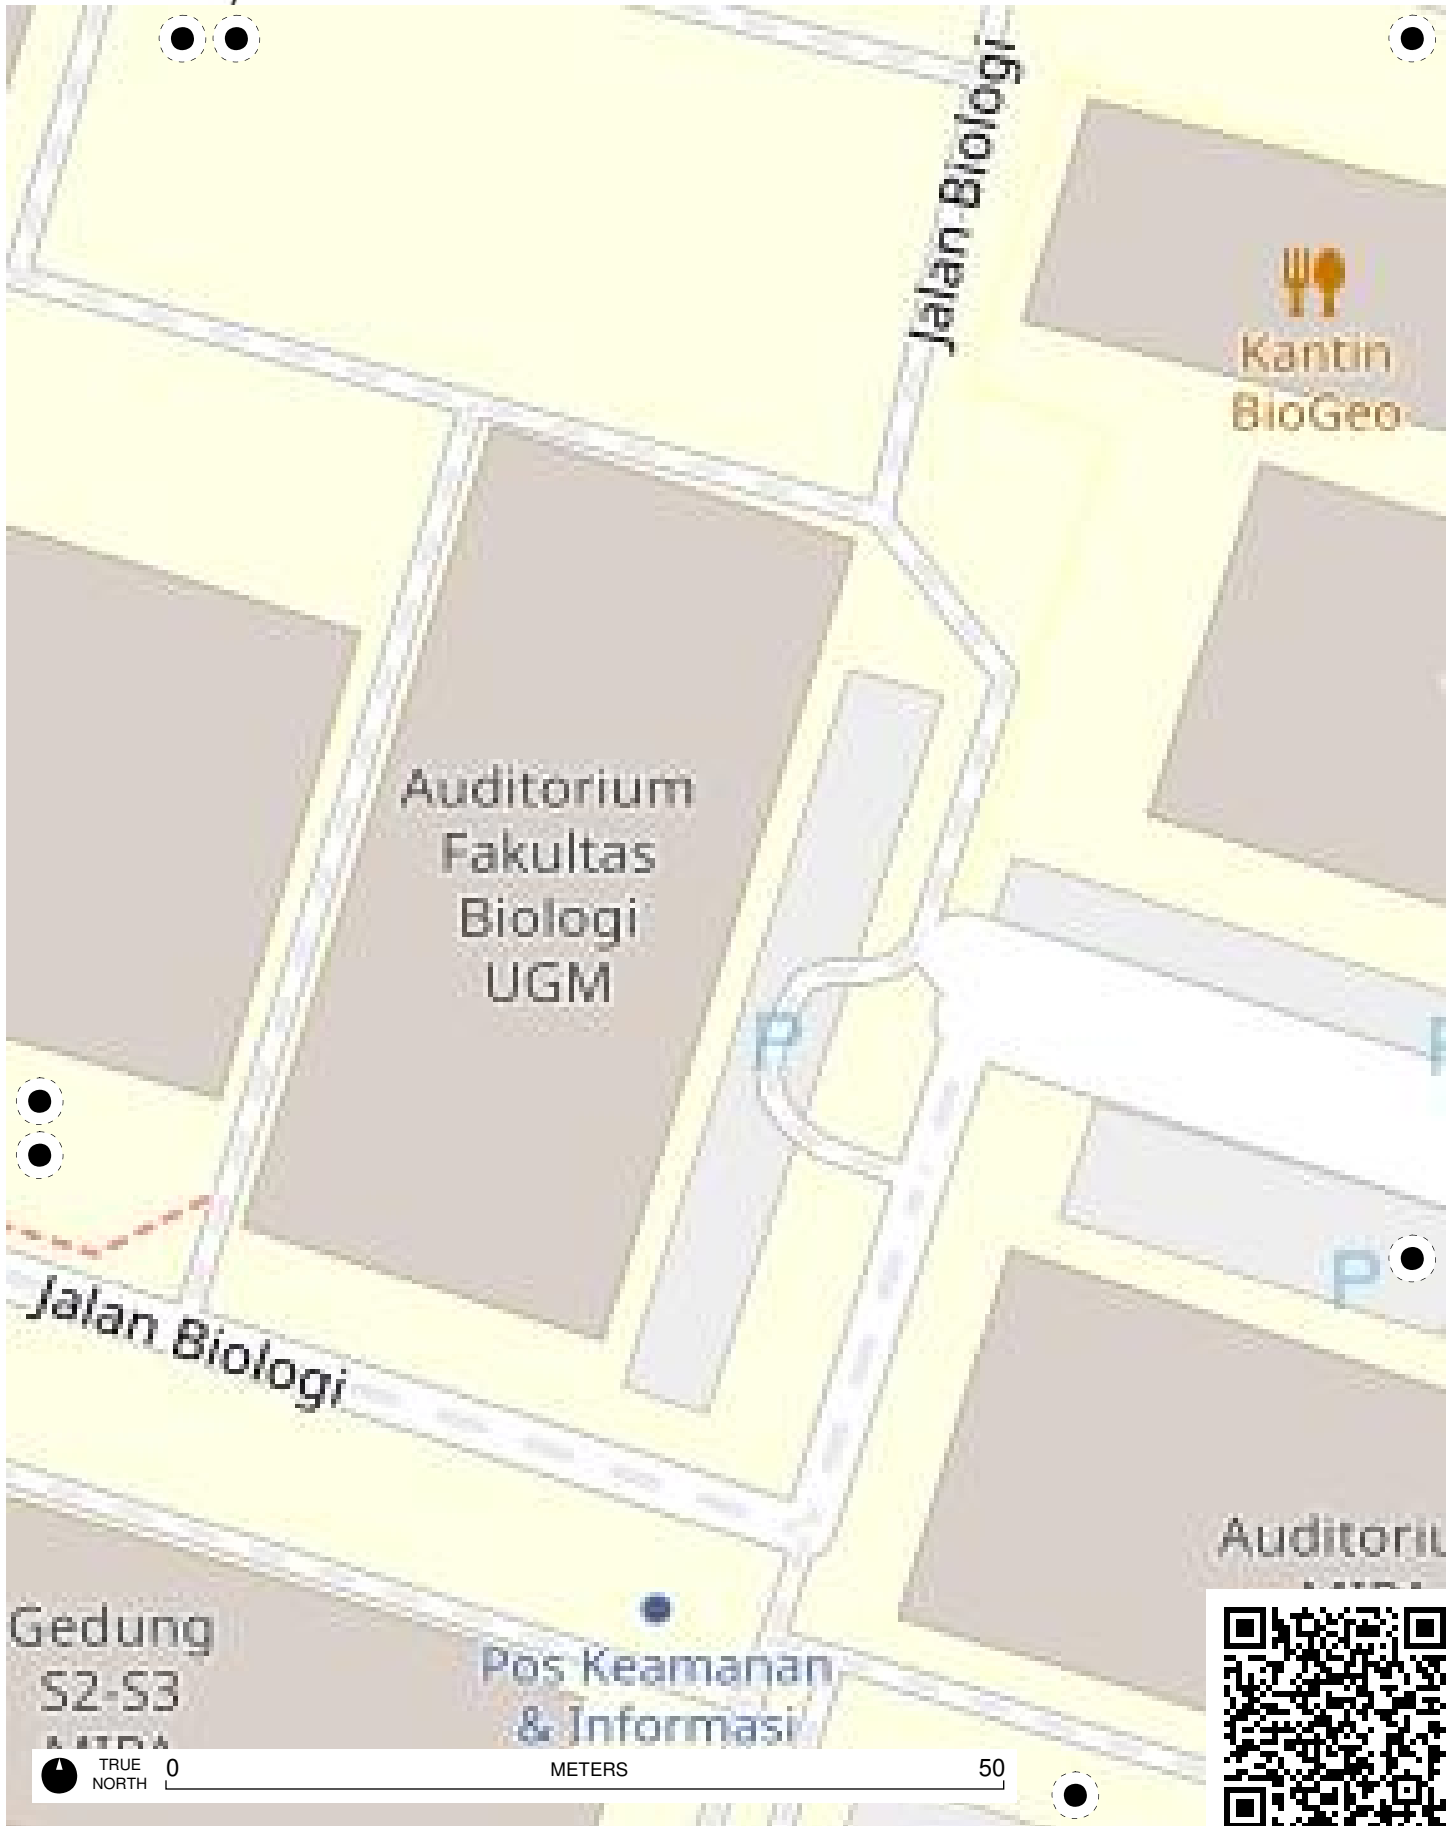 Jalan Biologi
Kantin
BioGeo
Auditorium
Fakultas
Biologi
UGM
P
P
Jalan Biologi
Gedung
S2-S3
MIPA
Pos Keamanan
& Informasi
TRUE
NORTH
0
METERS
50